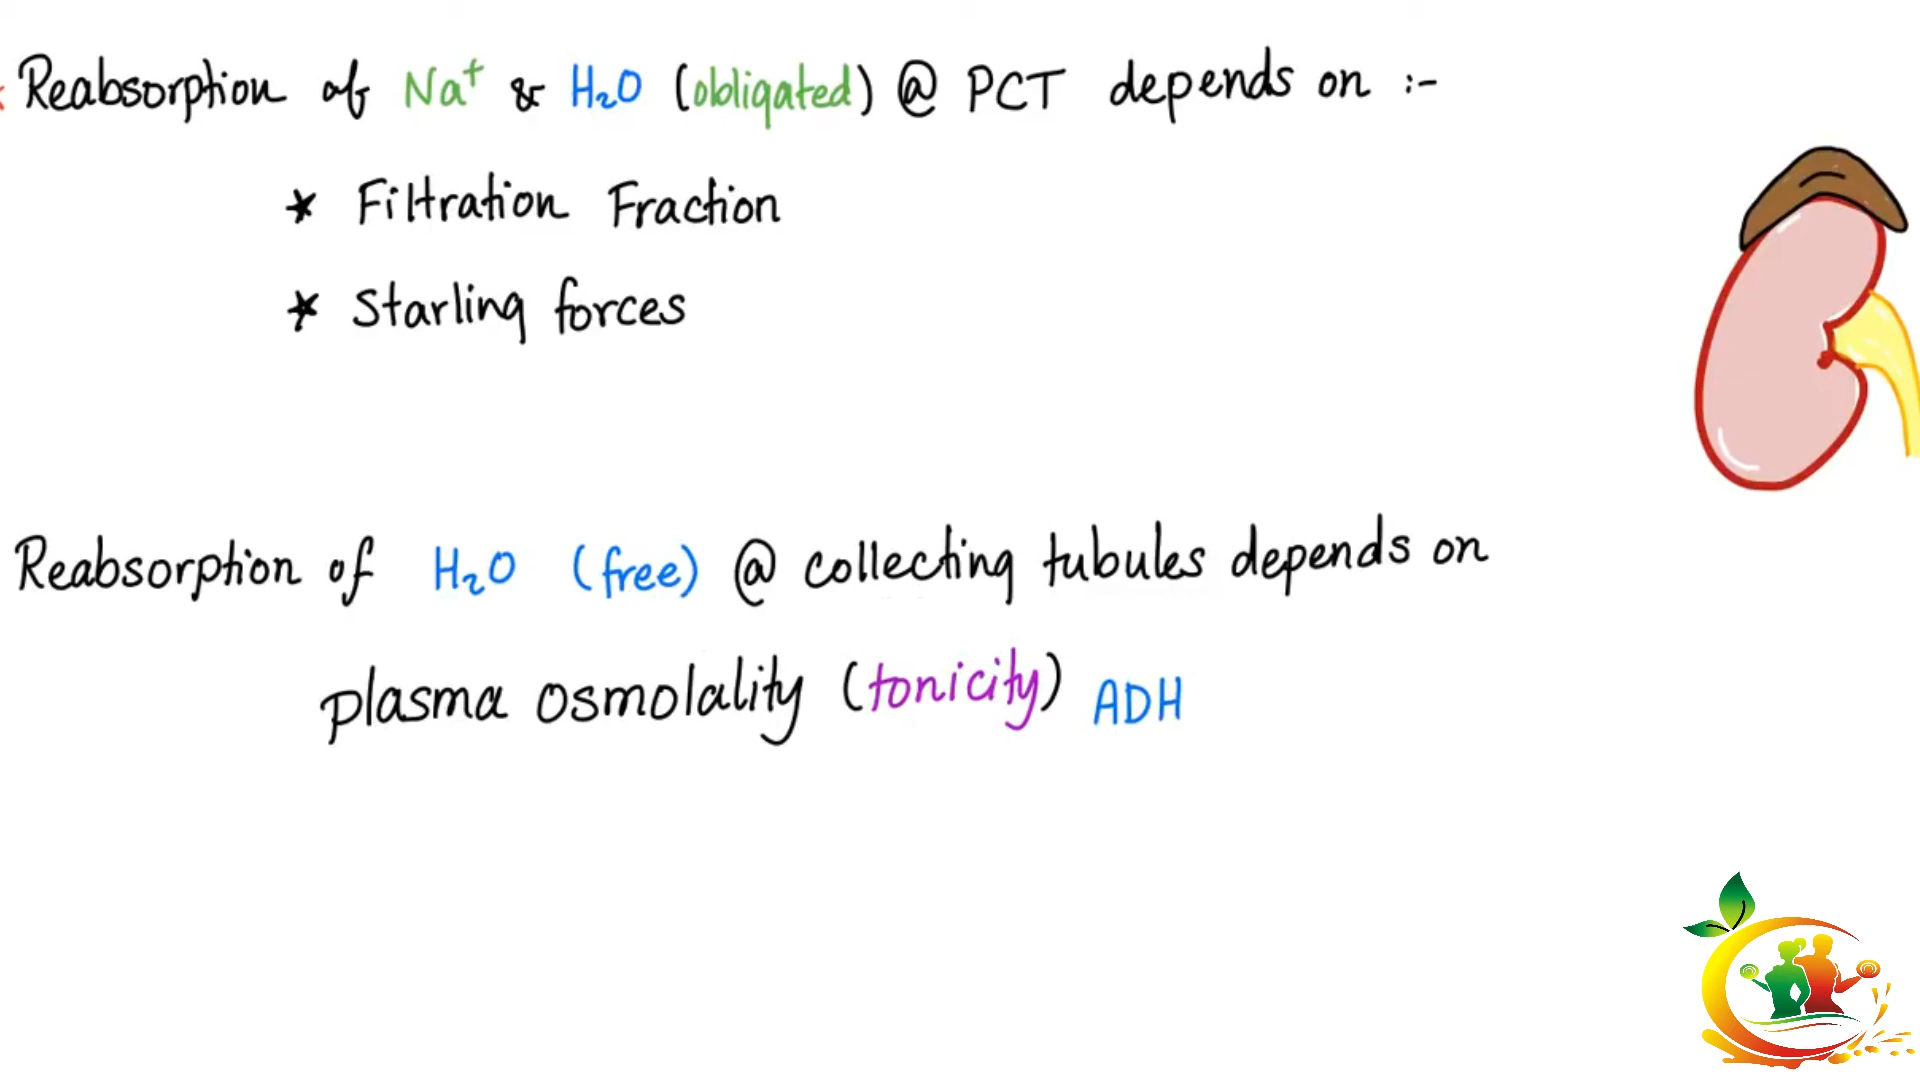 Reabsorption of Na⁺ & H₂O (obligated) @ PCT depends on :-
* Filtration Fraction
* Starling forces
Reabsorption of H₂O (free) @ collecting tubules depends on
plasma osmolality (tonicity) ADH